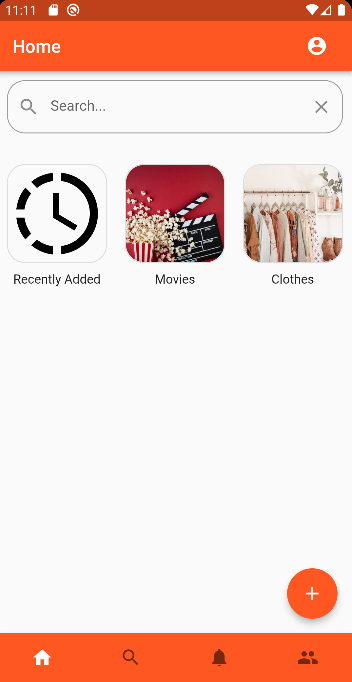 11:11
Home
Search...
Recently Added
Movies
Clothes